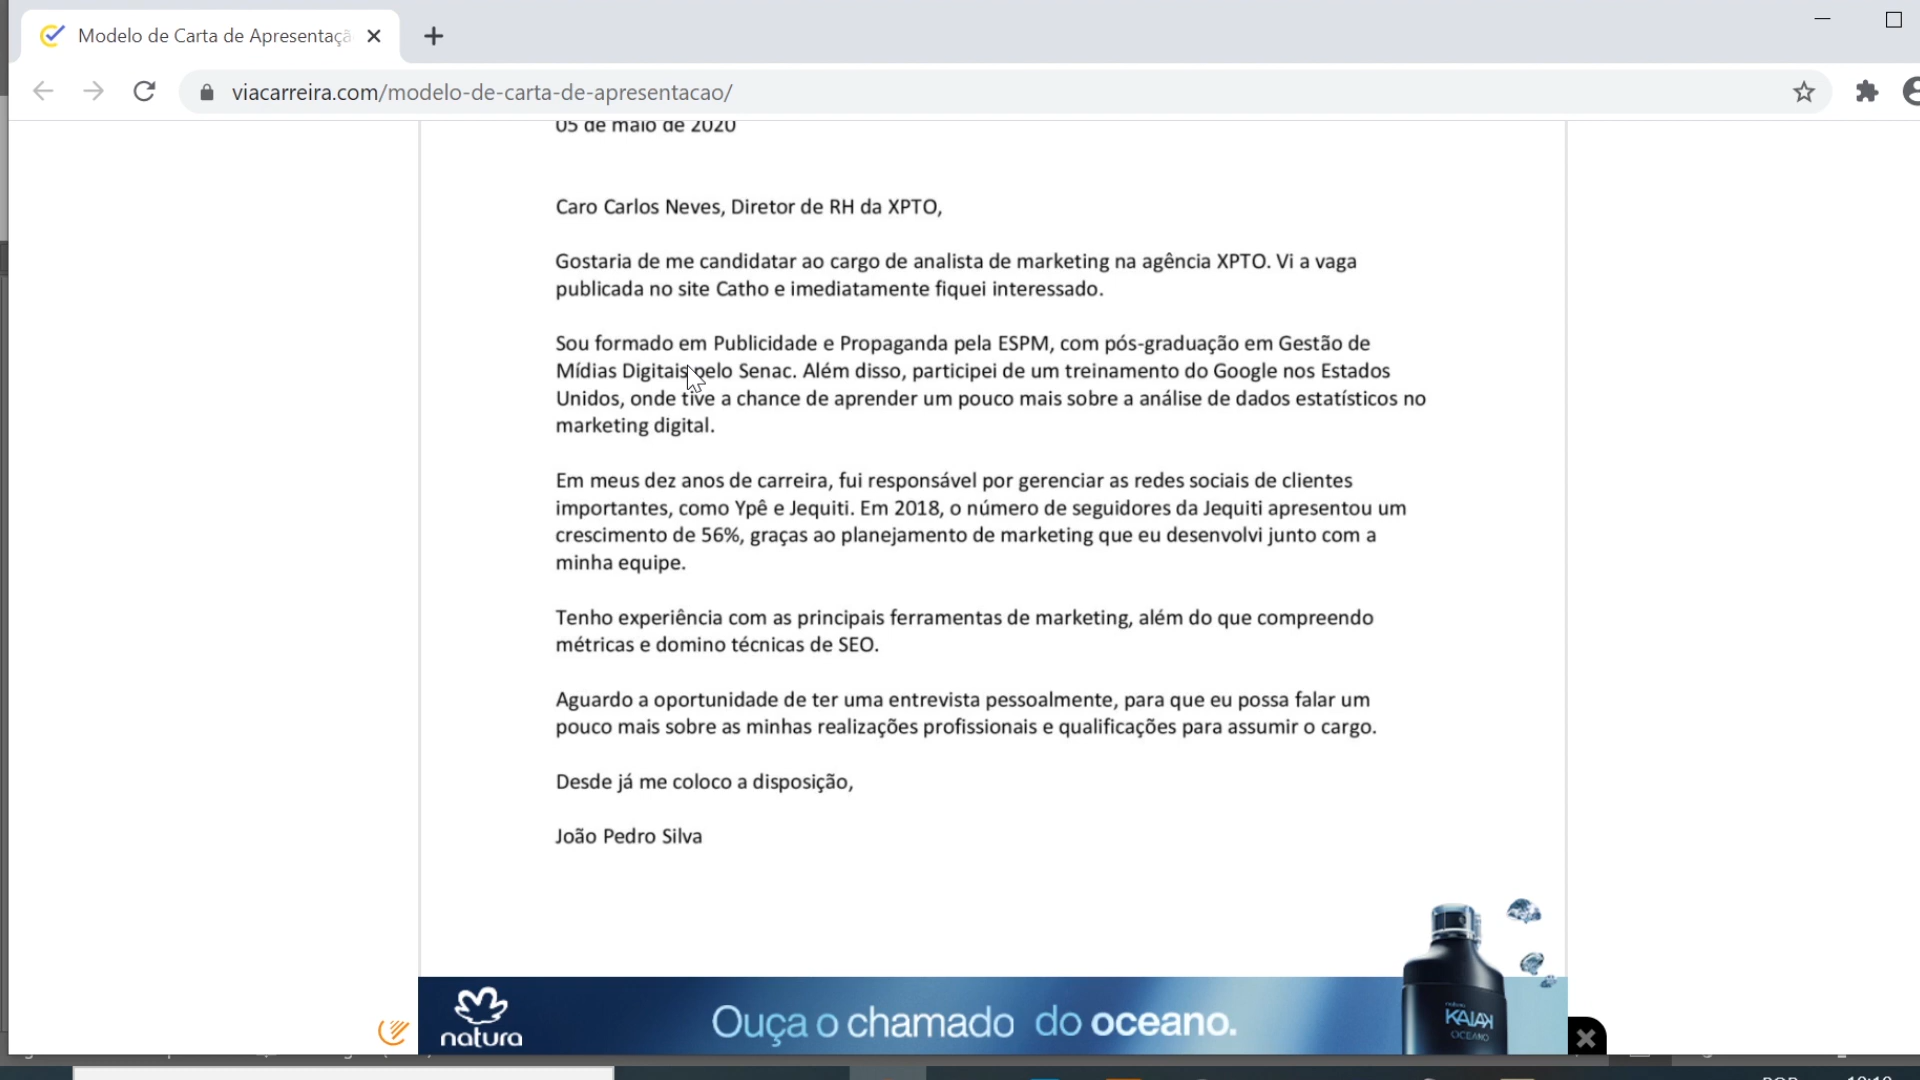 Modelo de Carta de Apresentaçã
viacarreira.com/modelo-de-carta-de-apresentacao/
05 de maio de 2020
Caro Carlos Neves, Diretor de RH da XPTO,
Gostaria de me candidatar ao cargo de analista de marketing na agência XPTO. Vi a vaga
publicada no site Catho e imediatamente fiquei interessado.
Sou formado em Publicidade e Propaganda pela ESPM, com pós-graduação em Gestão de
Mídias Digitais pelo Senac. Além disso, participei de um treinamento do Google nos Estados
Unidos, onde tive a chance de aprender um pouco mais sobre a análise de dados estatísticos no
marketing digital.
Em meus dez anos de carreira, fui responsável por gerenciar as redes sociais de clientes
importantes, como Ypê e Jequiti. Em 2018, o número de seguidores da Jequiti apresentou um
crescimento de 56%, graças ao planejamento de marketing que eu desenvolvi junto com a
minha equipe.
Tenho experiência com as principais ferramentas de marketing, além do que compreendo
métricas e domino técnicas de SEO.
Aguardo a oportunidade de ter uma entrevista pessoalmente, para que eu possa falar um
pouco mais sobre as minhas realizações profissionais e qualificações para assumir o cargo.
Desde já me coloco a disposição,
João Pedro Silva
natura
Ouça o chamado do oceano.
natura
KAIAK
OCEANO